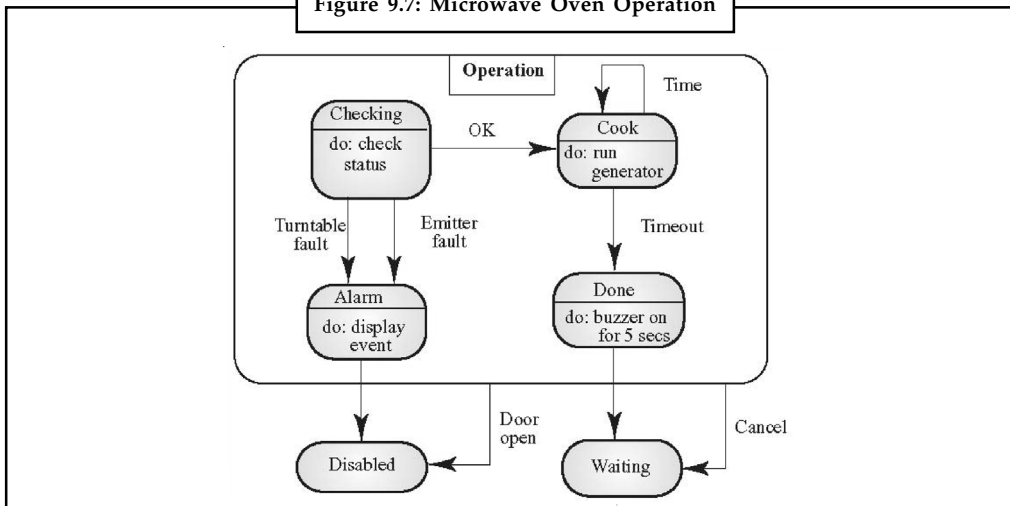 Figure 9.7: Microwave Oven Operation
Operation
Time
Checking
do: check
status
OK
Cook
do: run
generator
Turntable
fault
Emitter
fault
Timeout
Alarm
do: display
event
Done
do: buzzer on
for 5 secs
Door
open
Cancel
Disabled
Waiting